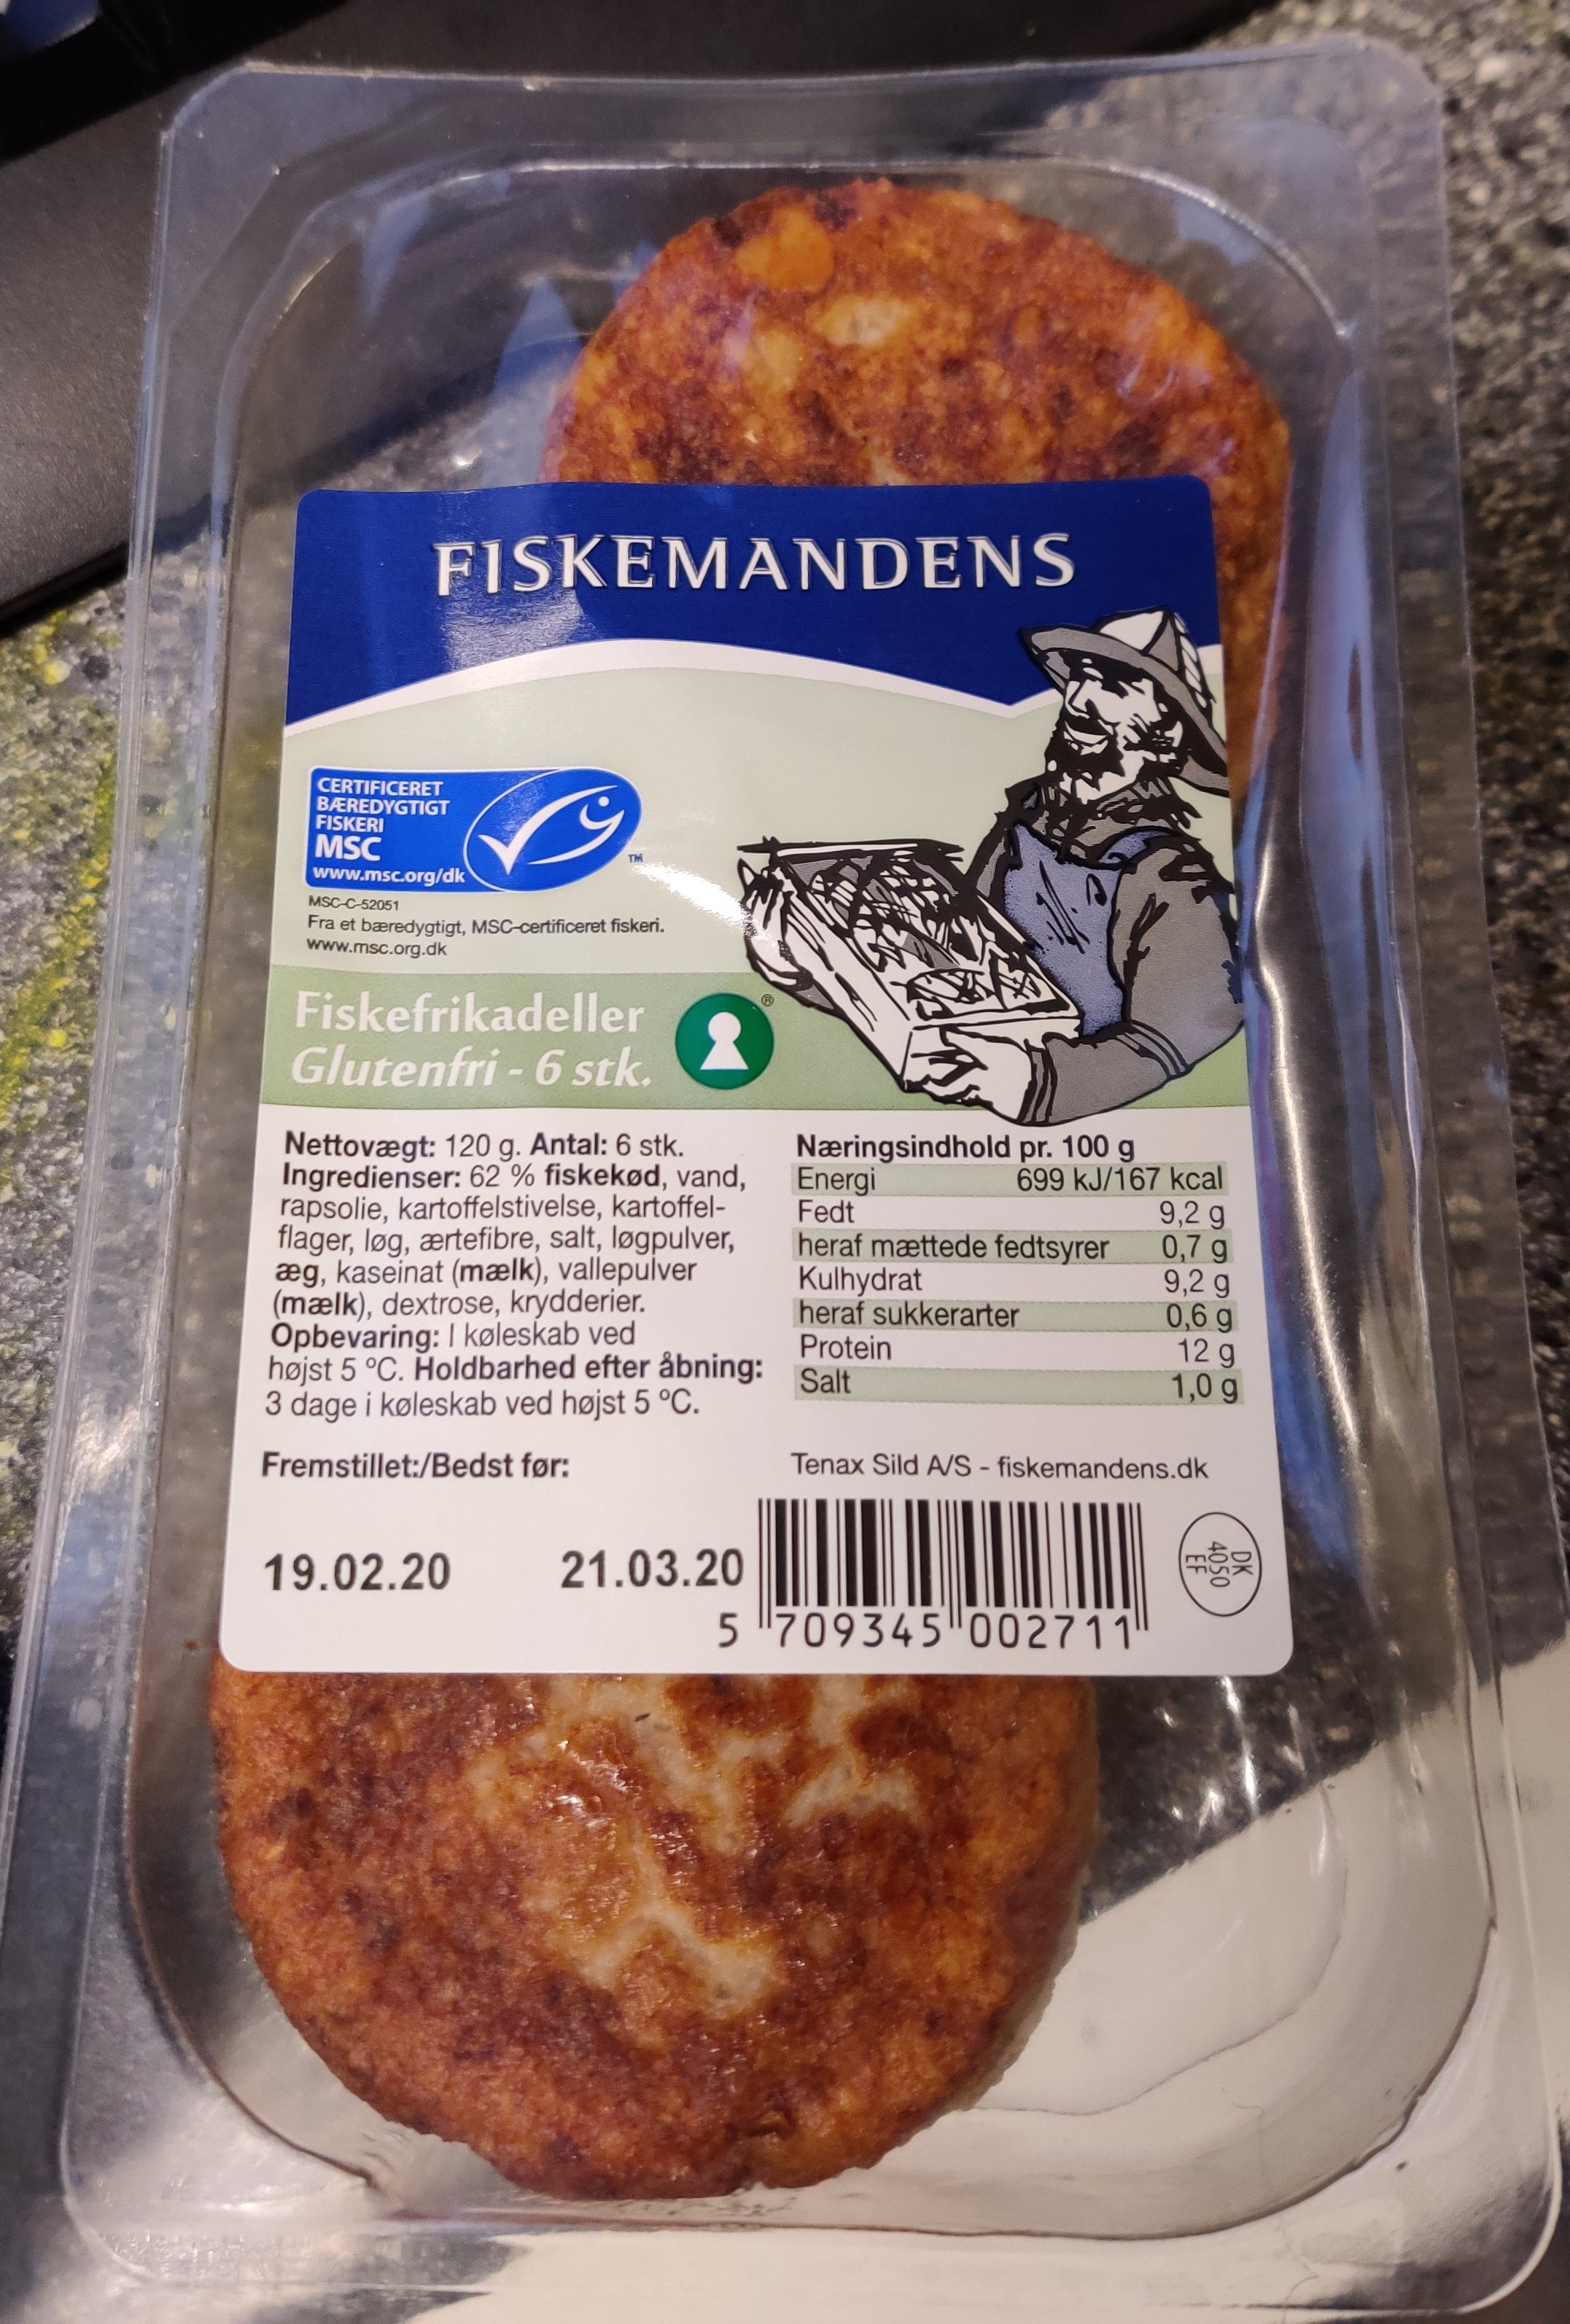 FISKEMANDENS
CERTIFICERET
BÆREDYGTIGT
FISKERI
MSC
www.msc.org/dk
TM
MSC-C-52051
Fra et bæredygtigt, MSC-certificeret fiskeri.
www.msc.org.dk
Fiskefrikadeller
Glutenfri - 6 stk.
®
Nettovægt: 120 g. Antal: 6 stk.
Ingredienser: 62 % fiskekød, vand,
rapsolie, kartoffelstivelse, kartoffel-
flager, løg, ærtefibre, salt, løgpulver,
æg, kaseinat (mælk), vallepulver
(mælk), dextrose, krydderier.
Opbevaring: I køleskab ved
højst 5 ºC. Holdbarhed efter åbning:
3 dage i køleskab ved højst 5 ºC.
Næringsindhold pr. 100 g
Energi 699 kJ/167 kcal
Fedt 9,2 g
heraf mættede fedtsyrer 0,7 g
Kulhydrat 9,2 g
heraf sukkerarter 0,6 g
Protein 12 g
Salt 1,0 g
Fremstillet:/Bedst før:
19.02.20 21.03.20
Tenax Sild A/S - fiskemandens.dk
5 709345 002711
DK
4050
EF